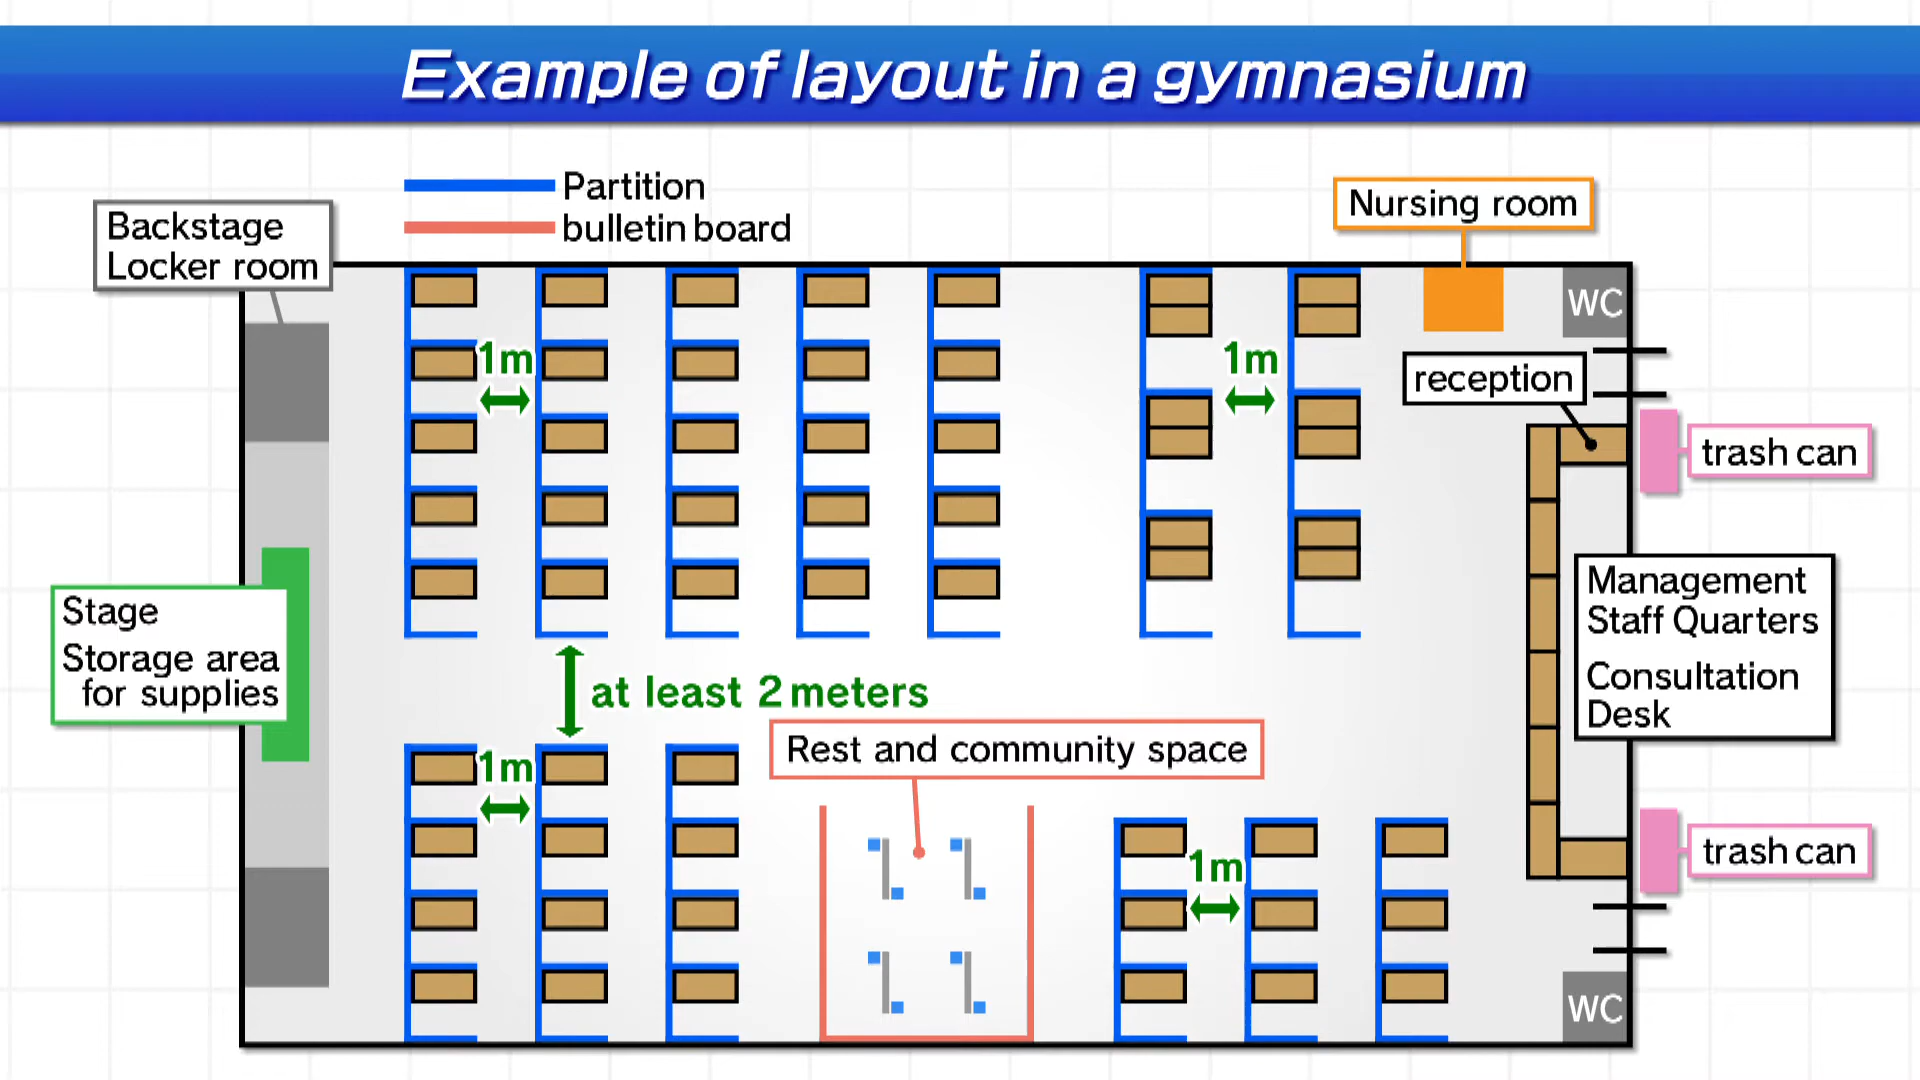 Example of layout in a gymnasium
Partition
bulletin board
Backstage
Locker room
Nursing room
WC
1m
1m
reception
trash can
Stage
Storage area
for supplies
Management
Staff Quarters
Consultation
Desk
at least 2 meters
Rest and community space
1m
1m
trash can
WC